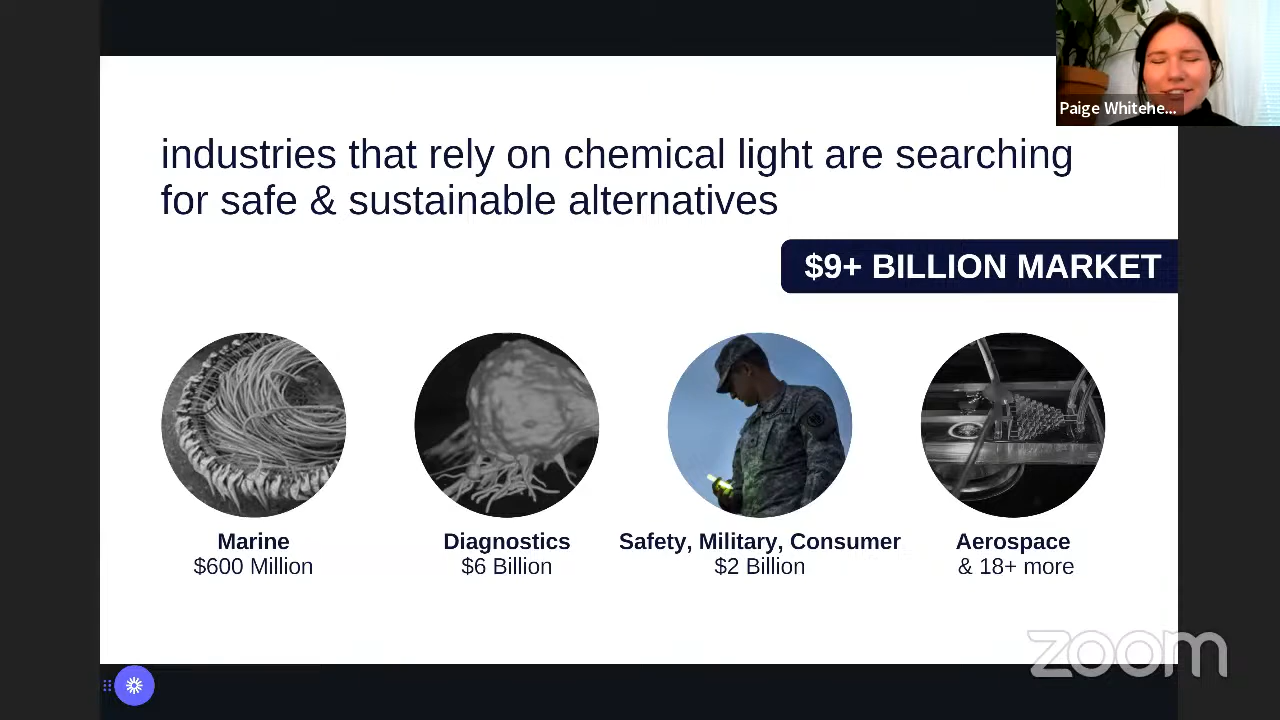 Paige Whitehe...
industries that rely on chemical light are searching
for safe & sustainable alternatives
$9+ BILLION MARKET
Marine
$600 Million
Diagnostics
$6 Billion
Safety, Military, Consumer
$2 Billion
Aerospace
& 18+ more
zoom